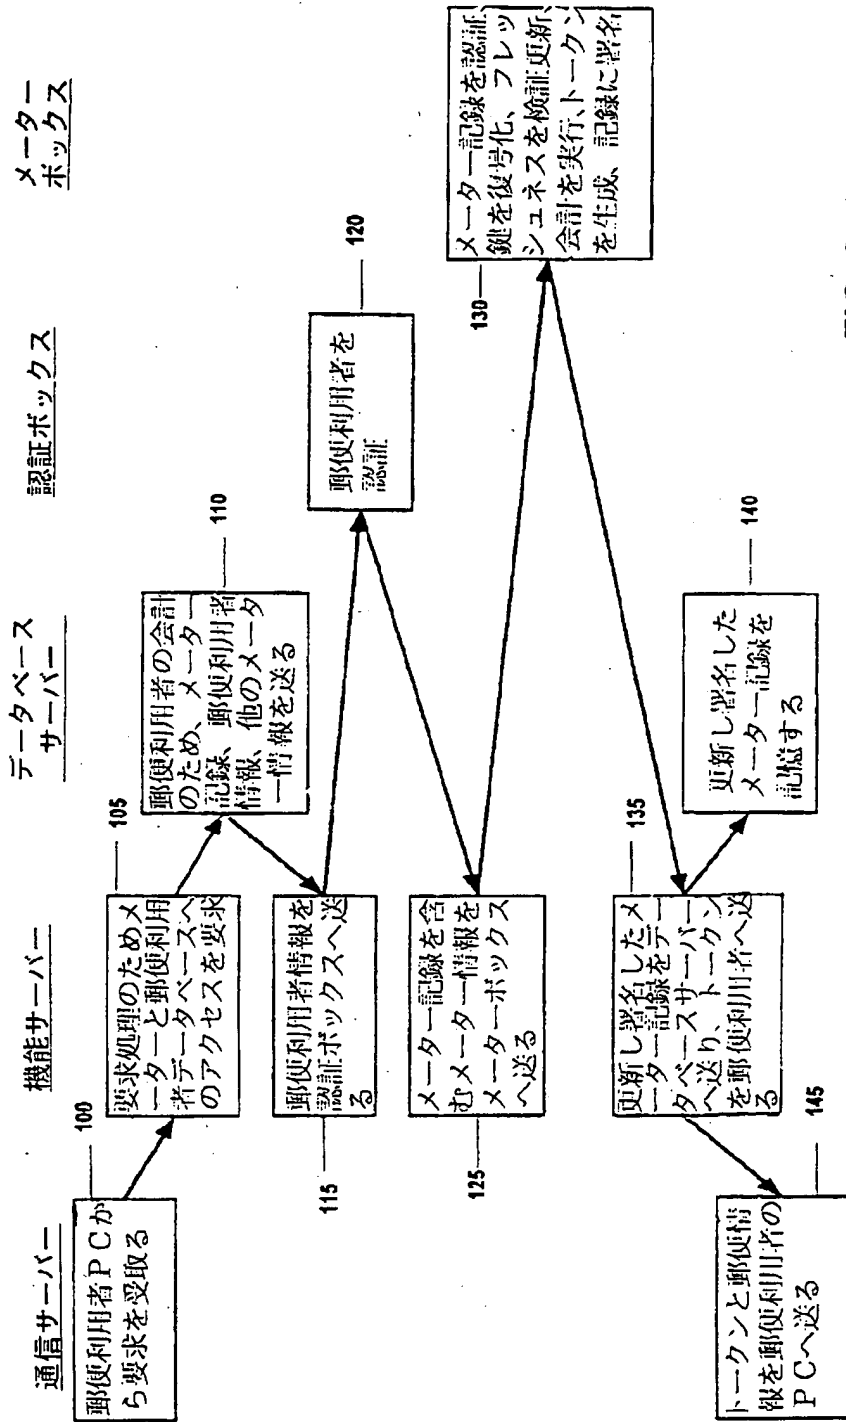 通信サーバー
機能サーバー
データベース
サーバー
認証ボックス
メーター
ボックス
100
郵便利用者PCか
ら要求を受取る
105
要求処理のためメ
ーターと郵便利用
者データベースへ
のアクセスを要求
110
郵便利用者の会計
のため、メーター
記録、郵便利用者
情報、他のメータ
ー情報を送る
115
郵便利用者情報を
認証ボックスへ送
る
120
郵便利用者を
認証
125
メーター記録を含
むメーター情報を
メーターボックス
へ送る
130
メーター記録を認証、
鍵を復号化、フレッ
シュネスを検証更新、
会計を実行、トークン
を生成、記録に署名
135
更新し署名したメ
ーター記録をデー
タベースサーバー
へ送り、トークン
を郵便利用者へ送
る
140
更新し署名した
メーター記録を
記憶する
145
トークンと郵便情
報を郵便利用者の
PCへ送る